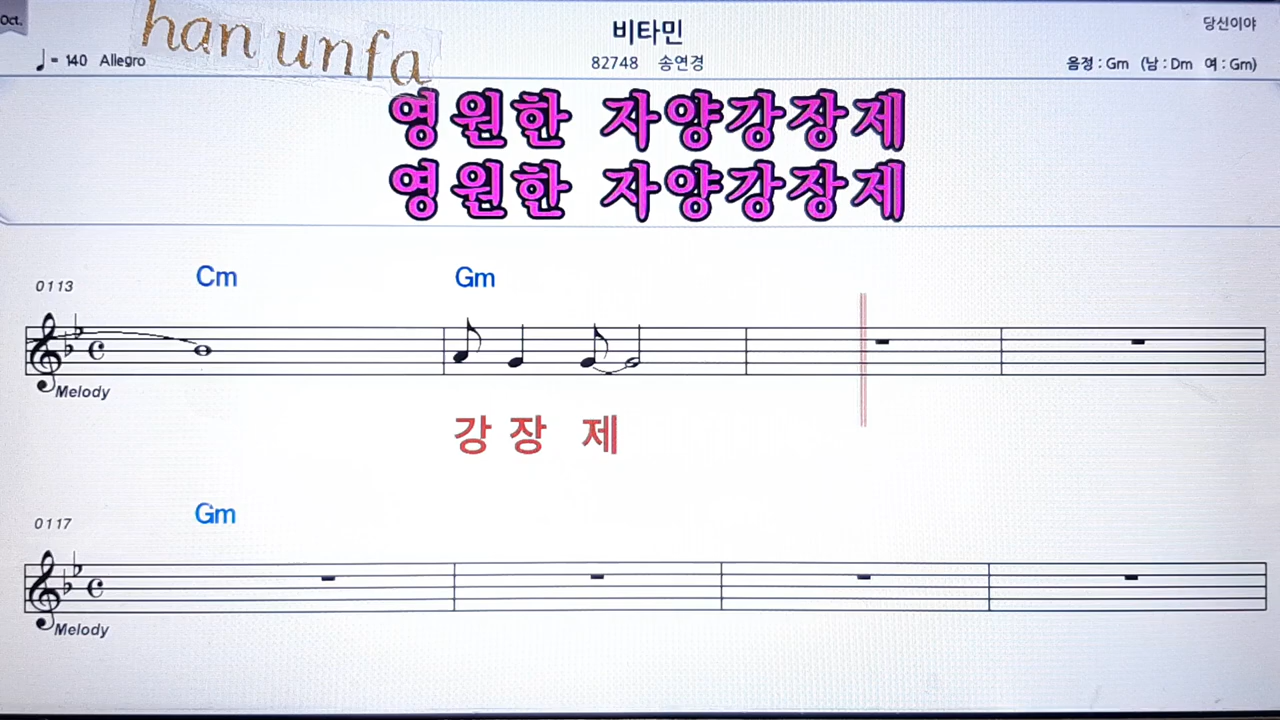 Oct.
han unfa
비타민
당신이야
♩= 140 Allegro
82748 송연경
음정 : Gm (남 : Dm 여 : Gm)
영원한 자양강장제
영원한 자양강장제
0113
Cm Gm
Melody
강 장 제
0117
Gm
Melody